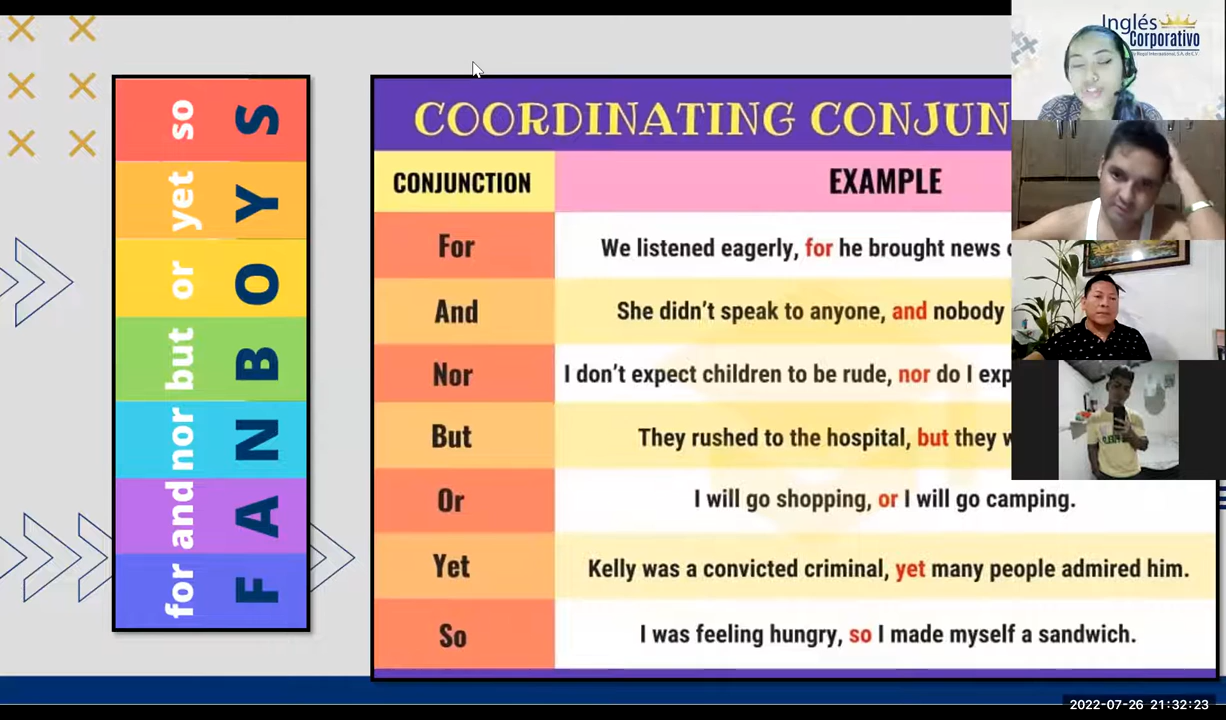 Inglés
Corporativo
so
yet
or
but
nor
and
for
S
Y
O
B
N
A
F
COORDINATING CONJUN
CONJUNCTION
EXAMPLE
For
We listened eagerly, for he brought news
And
She didn't speak to anyone, and nobody
Nor
I don't expect children to be rude, nor do I exp
But
They rushed to the hospital, but they w
Or
I will go shopping, or I will go camping.
Yet
Kelly was a convicted criminal, yet many people admired him.
So
I was feeling hungry, so I made myself a sandwich.
2022-07-26 21:32:23